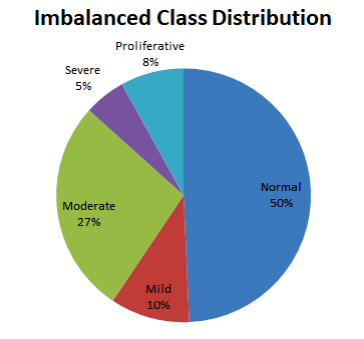 Imbalanced Class Distribution
Proliferative
8%
Severe
5%
Normal
50%
Moderate
27%
Mild
10%